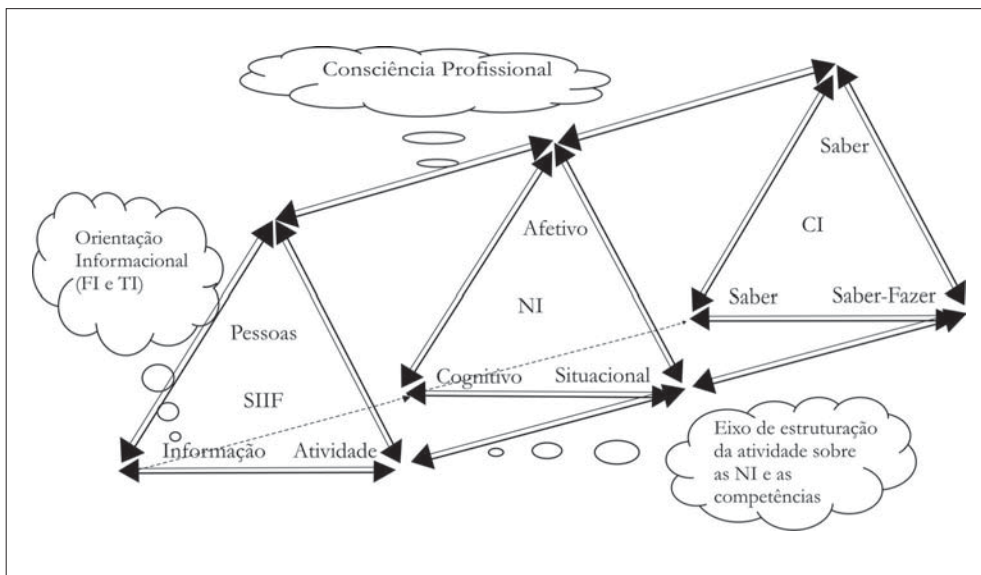 Consciência Profissional
Orientação
Informacional
(FI e TI)
Pessoas
SIIF
Informação
Atividade
Afetivo
NI
Cognitivo
Situacional
Saber
CI
Saber
Saber-Fazer
Eixo de estruturação
da atividade sobre
as NI e as
competências